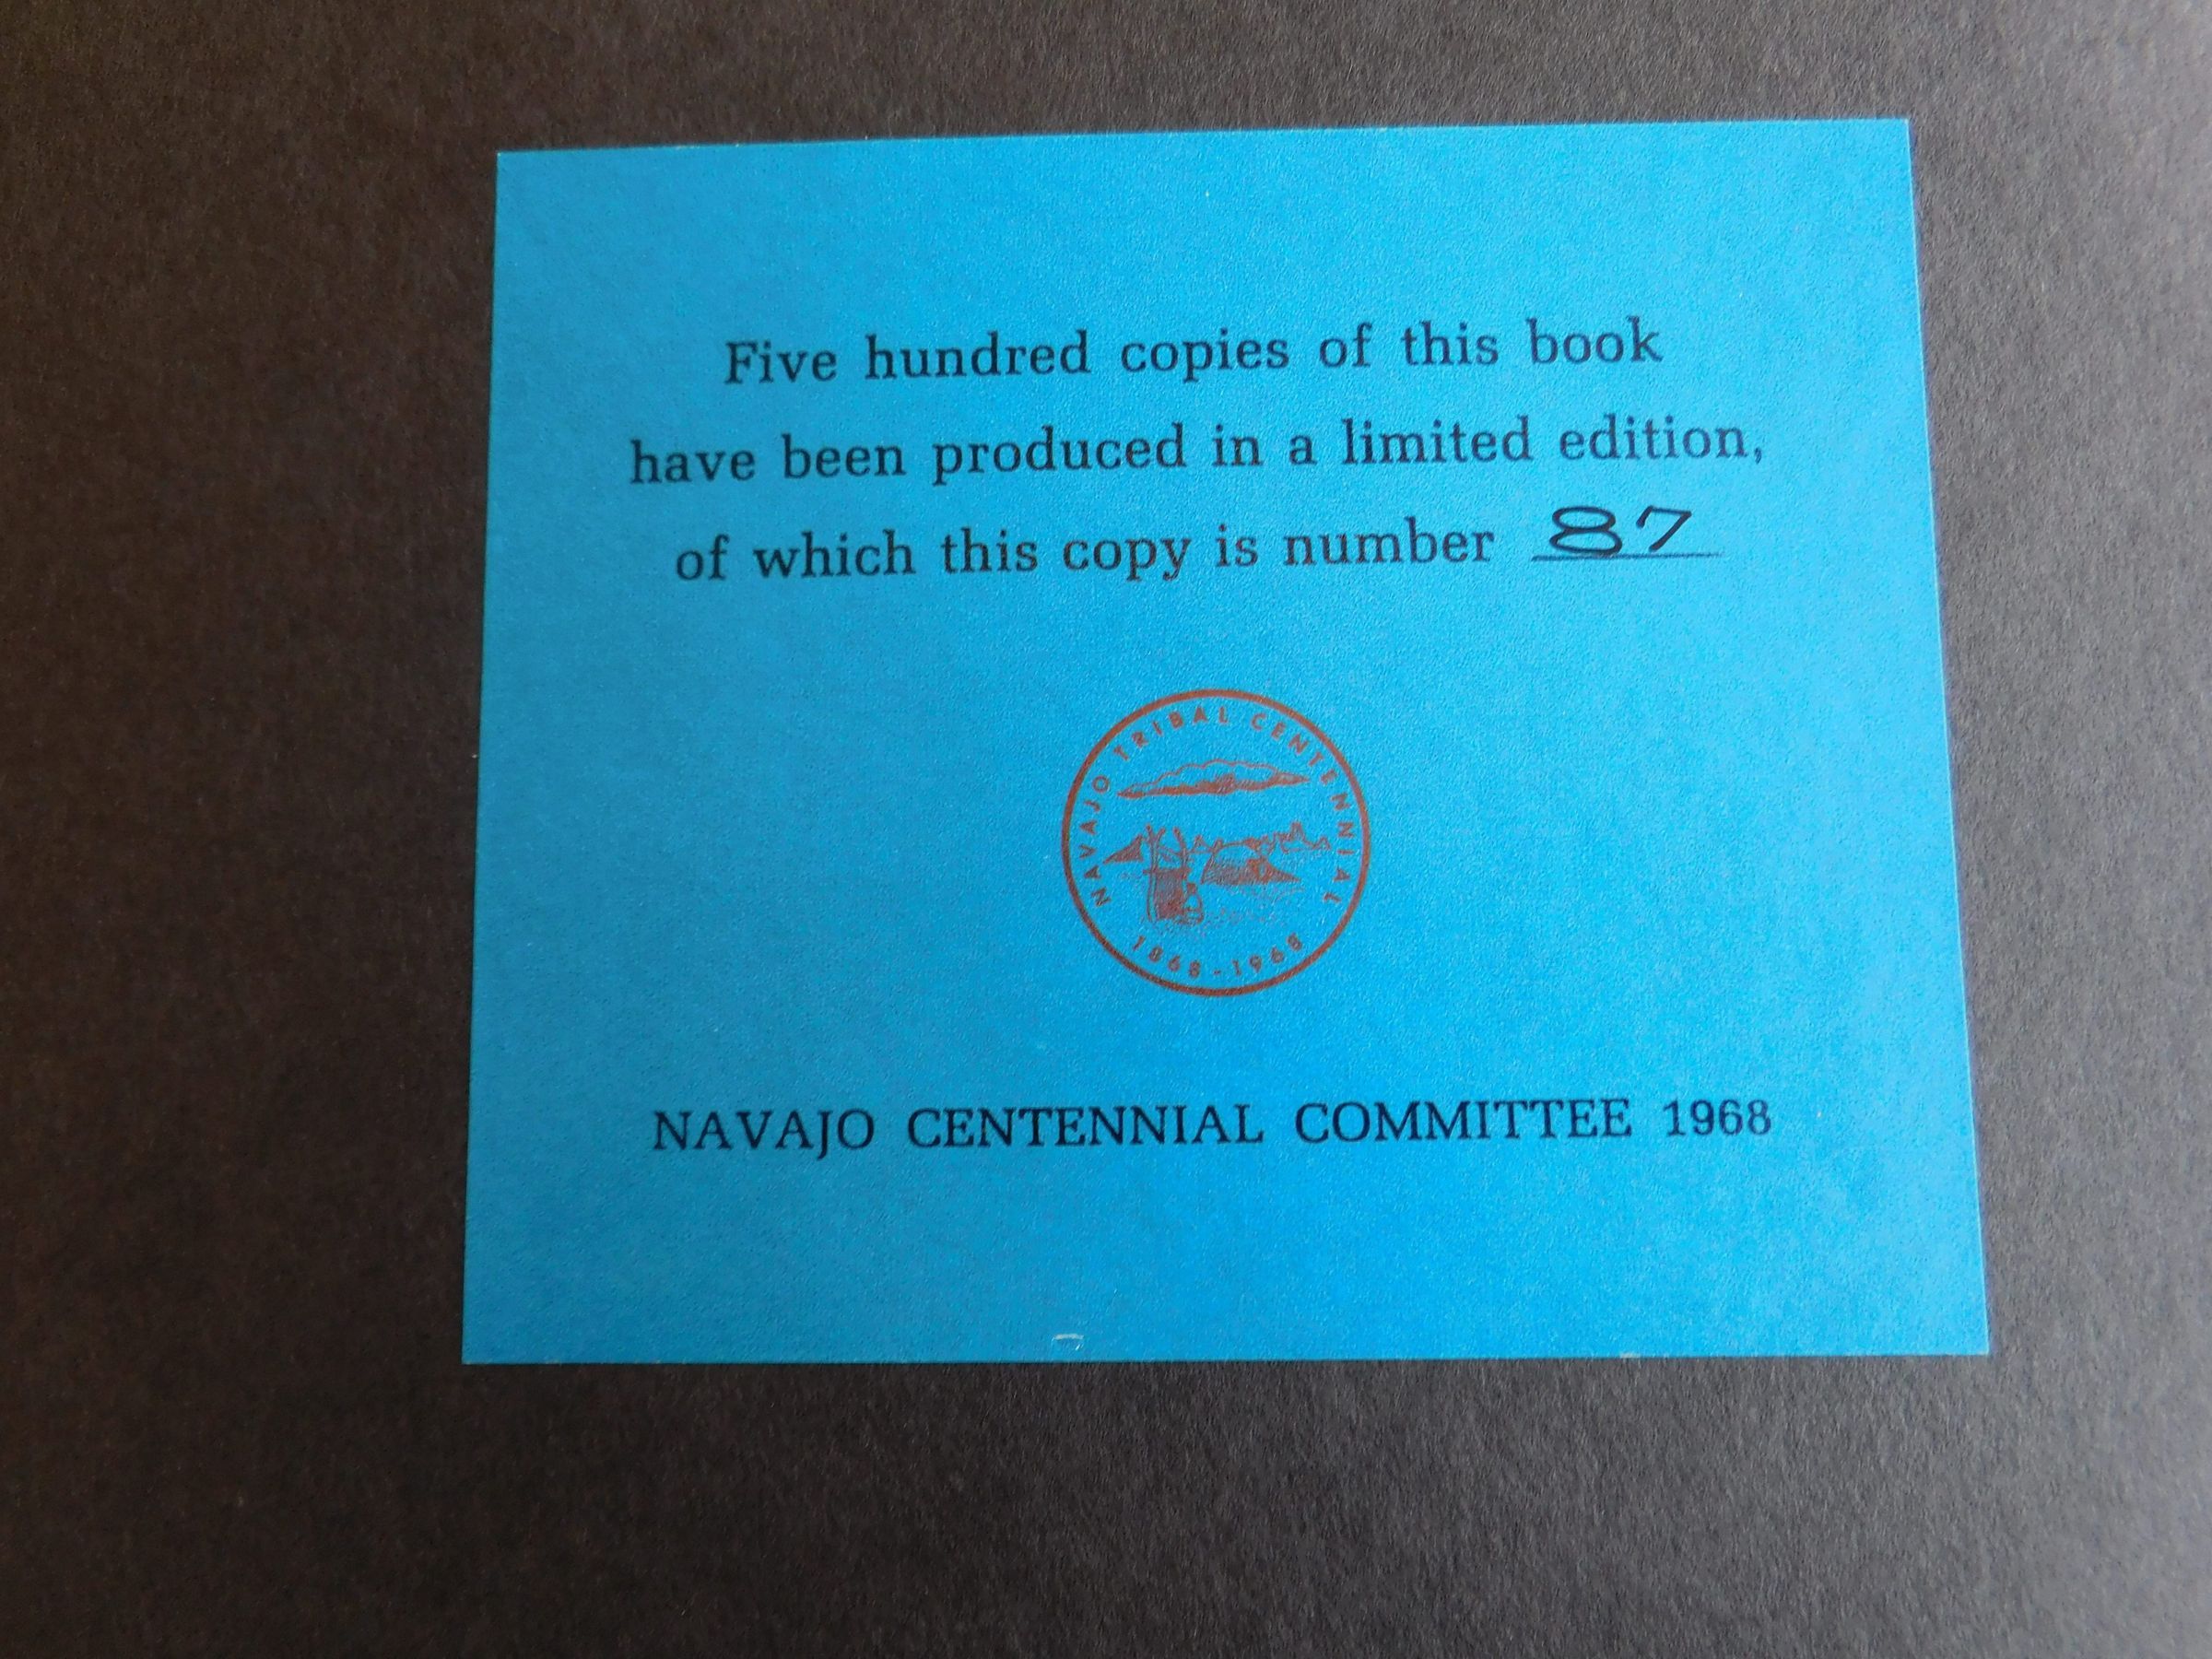 Five hundred copies of this book
have been produced in a limited edition,
of which this copy is number 87
NAVAJO TRIBAL CENTENNIAL
1868-1968
NAVAJO CENTENNIAL COMMITTEE 1968